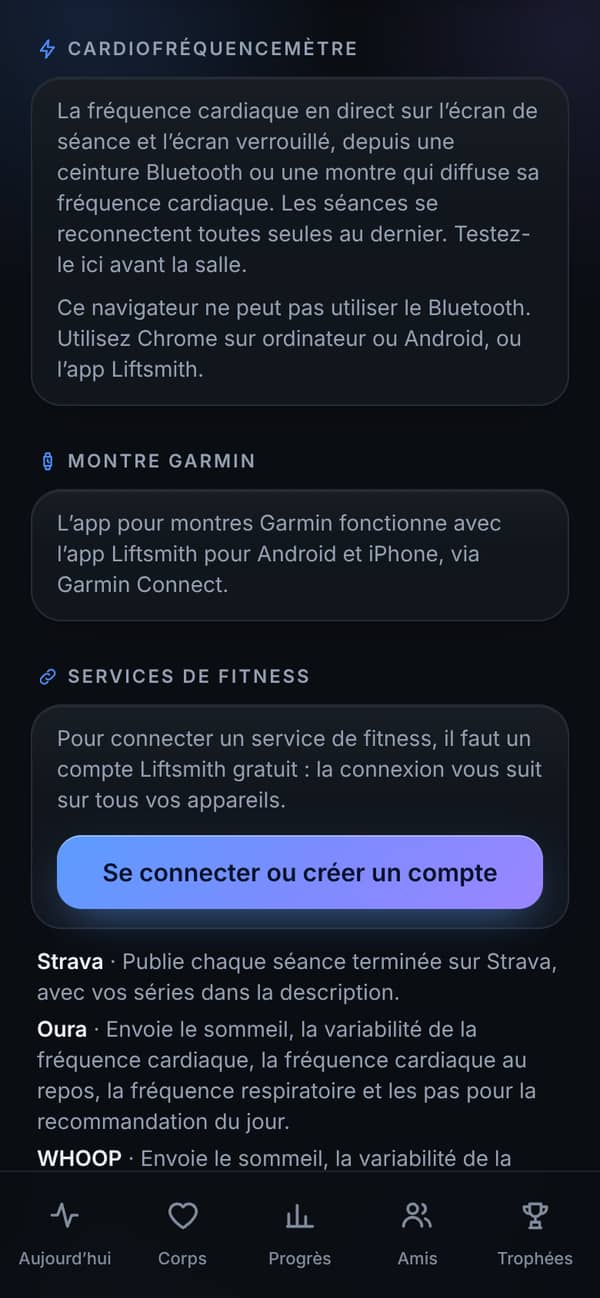 CARDIOFRÉQUENCEMÈTRE
La fréquence cardiaque en direct sur l’écran de
séance et l’écran verrouillé, depuis une
ceinture Bluetooth ou une montre qui diffuse sa
fréquence cardiaque. Les séances se
reconnectent toutes seules au dernier. Testez-
le ici avant la salle.
Ce navigateur ne peut pas utiliser le Bluetooth.
Utilisez Chrome sur ordinateur ou Android, ou
l’app Liftsmith.
MONTRE GARMIN
L’app pour montres Garmin fonctionne avec
l’app Liftsmith pour Android et iPhone, via
Garmin Connect.
SERVICES DE FITNESS
Pour connecter un service de fitness, il faut un
compte Liftsmith gratuit : la connexion vous suit
sur tous vos appareils.
Se connecter ou créer un compte
Strava · Publie chaque séance terminée sur Strava,
avec vos séries dans la description.
Oura · Envoie le sommeil, la variabilité de la
fréquence cardiaque, la fréquence cardiaque au
repos, la fréquence respiratoire et les pas pour la
recommandation du jour.
WHOOP · Envoie le sommeil, la variabilité de la
Aujourd’hui Corps Progrès Amis Trophées